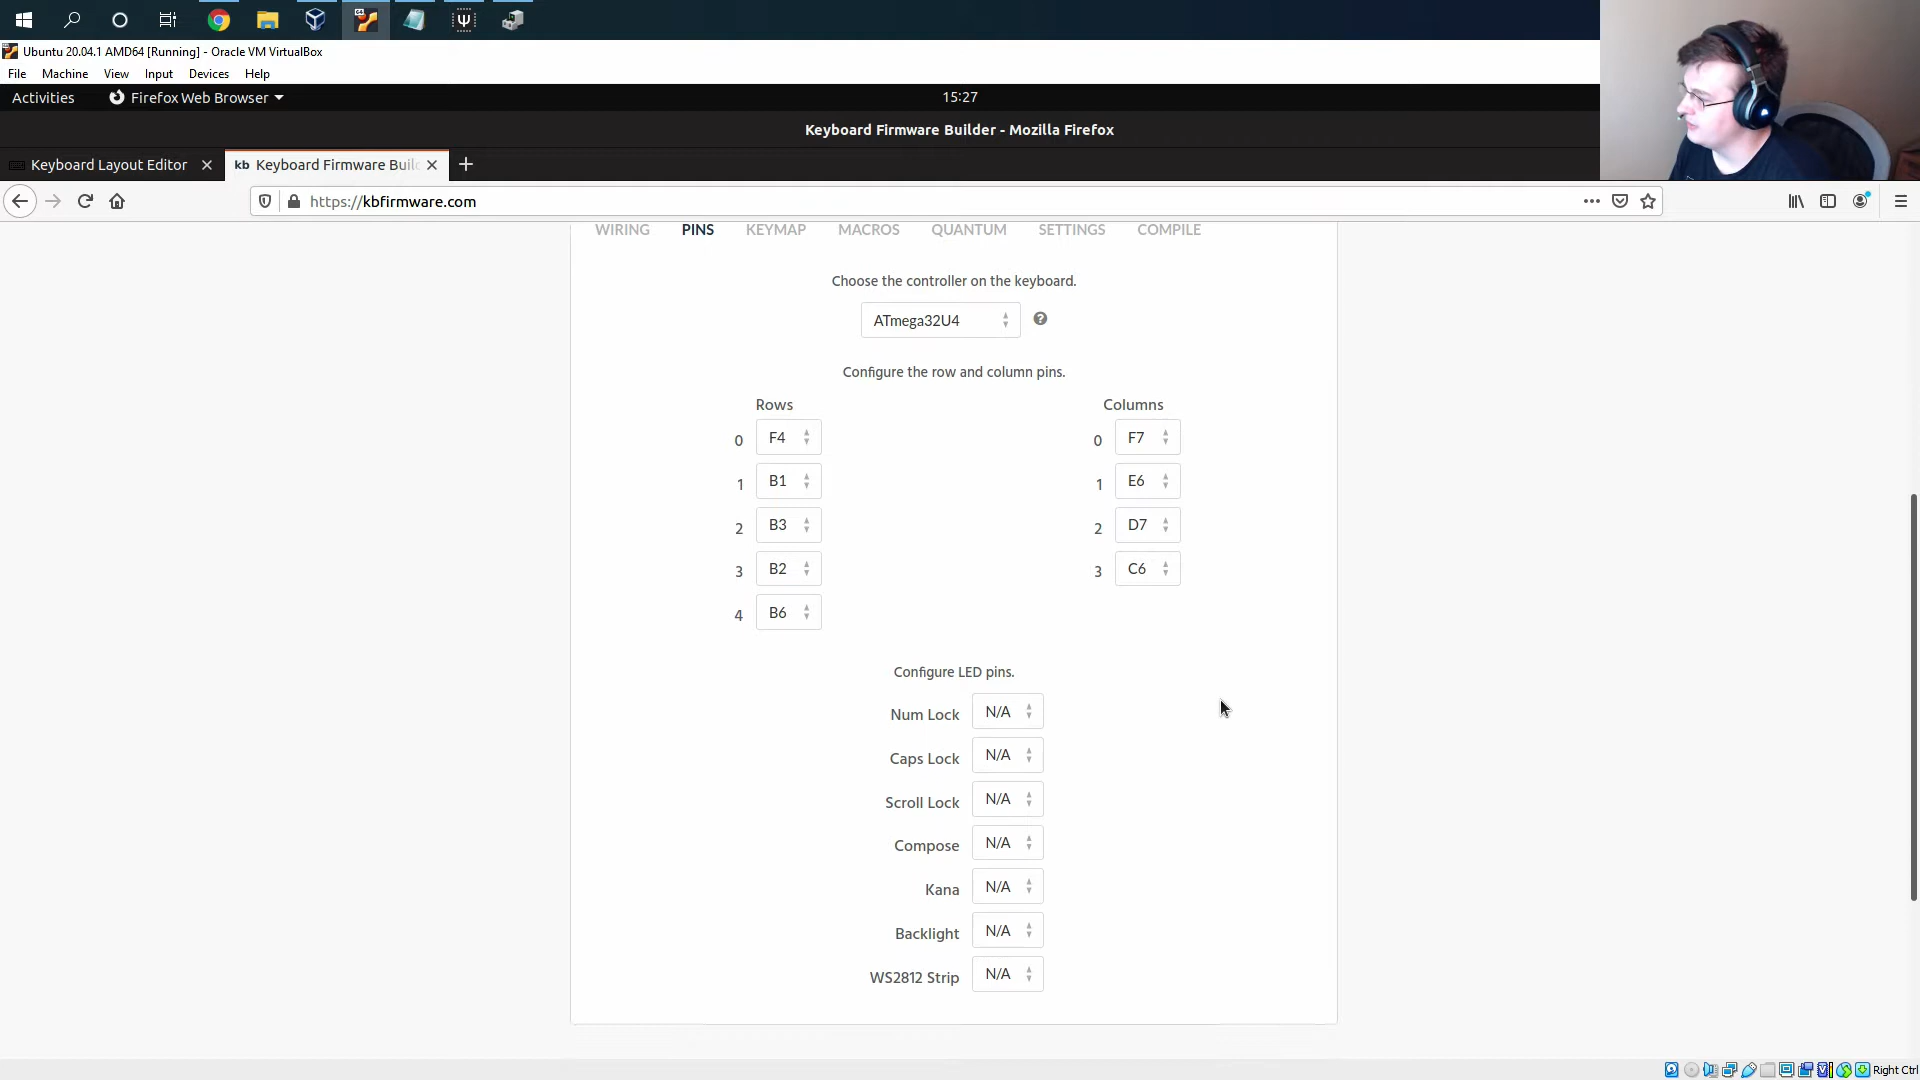 Ubuntu 20.04.1 AMD64 [Running] - Oracle VM VirtualBox
File Machine View Input Devices Help
Activities Firefox Web Browser 15:27
Keyboard Firmware Builder - Mozilla Firefox
Keyboard Layout Editor kb Keyboard Firmware Buil
https://kbfirmware.com
WIRING PINS KEYMAP MACROS QUANTUM SETTINGS COMPILE
Choose the controller on the keyboard.
ATmega32U4
Configure the row and column pins.
Rows Columns
0 F4 0 F7
1 B1 1 E6
2 B3 2 D7
3 B2 3 C6
4 B6
Configure LED pins.
Num Lock N/A
Caps Lock N/A
Scroll Lock N/A
Compose N/A
Kana N/A
Backlight N/A
WS2812 Strip N/A
Right Ctrl